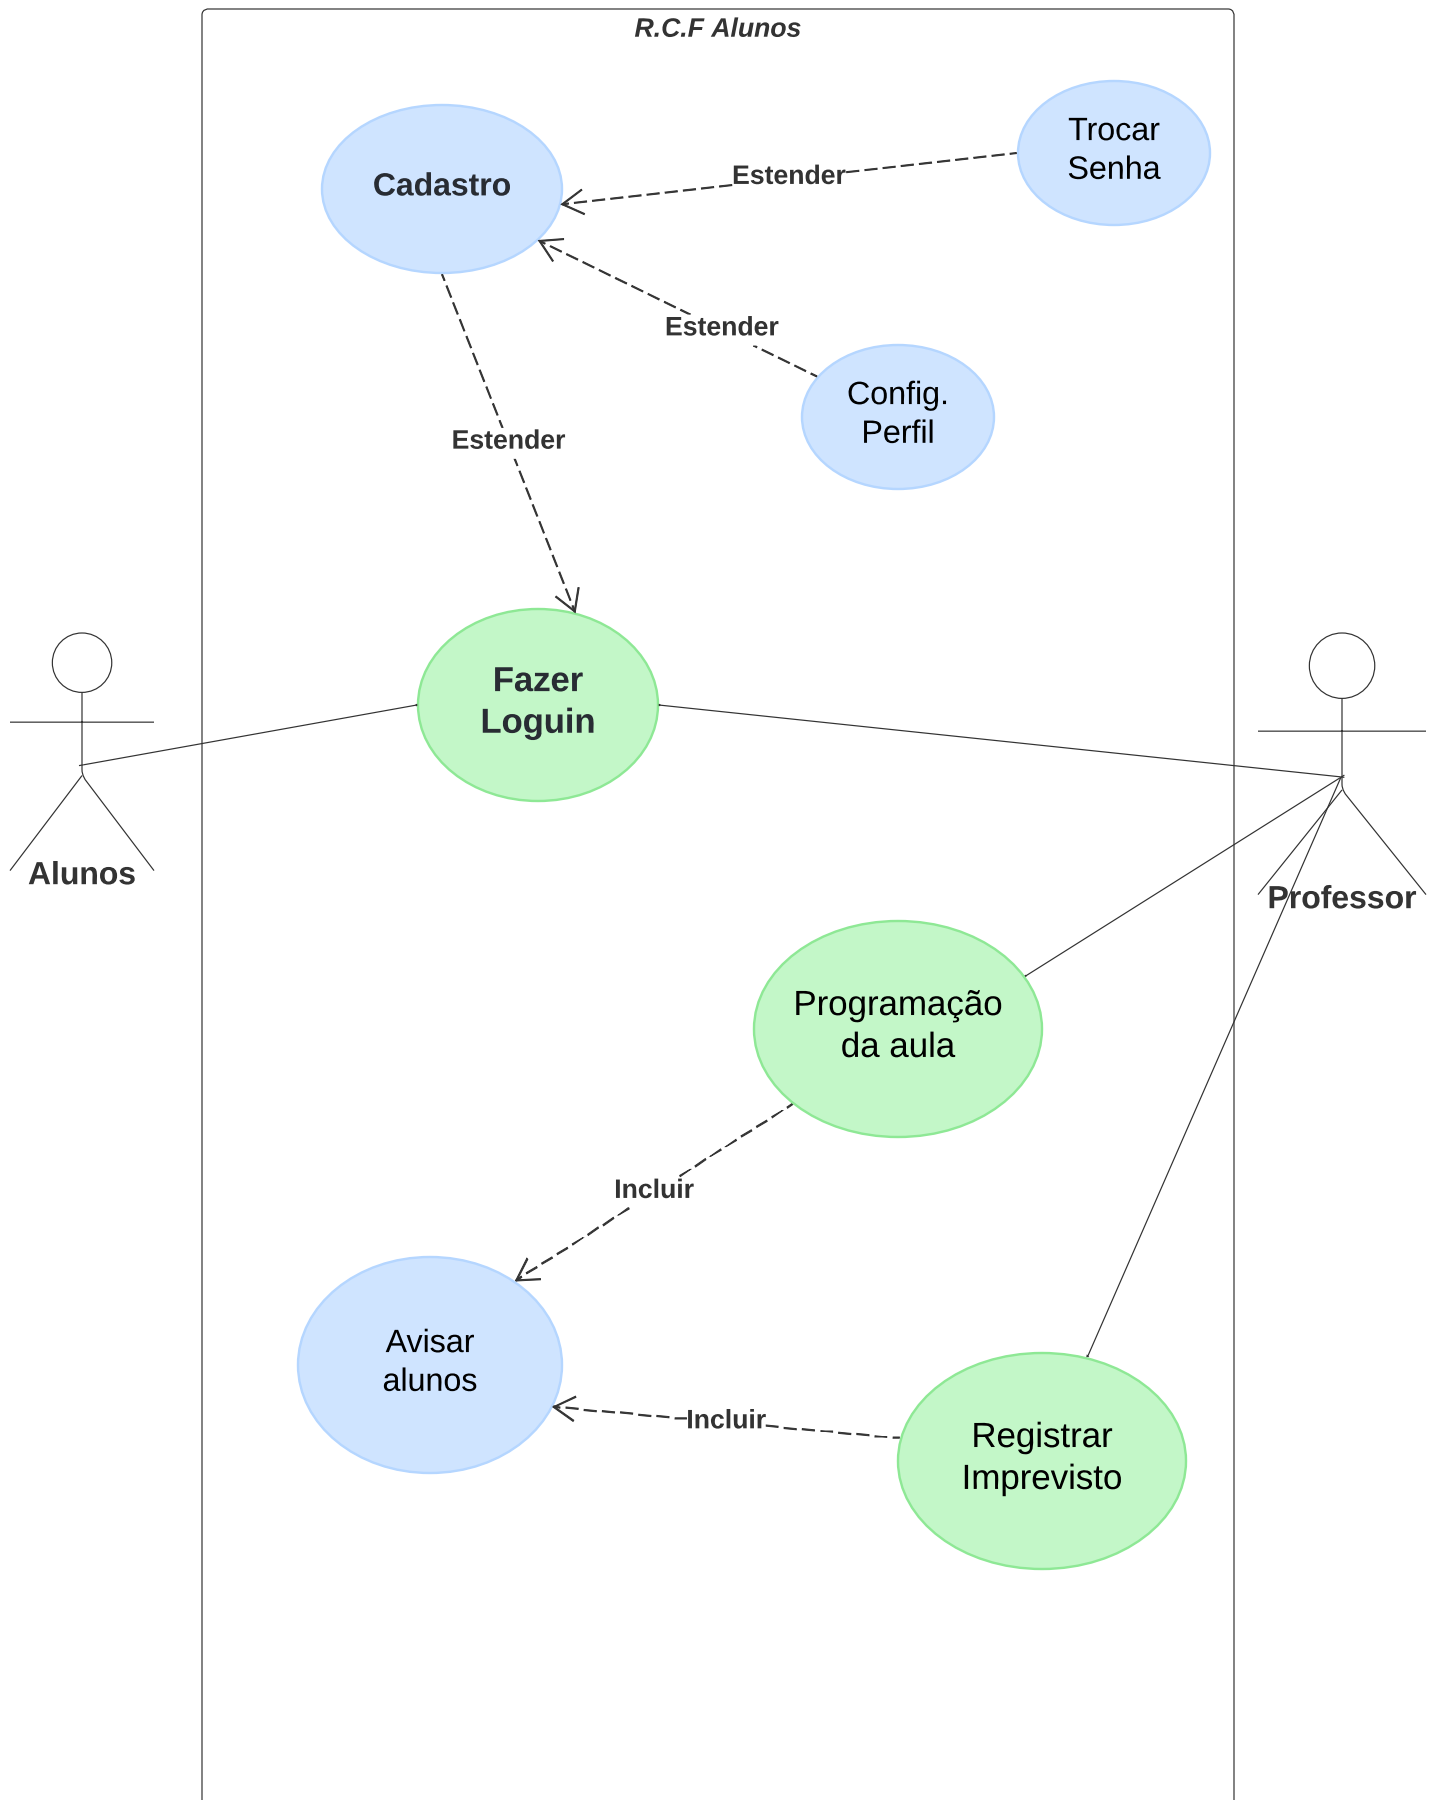 R.C.F Alunos
Trocar
Senha
Cadastro
Estender
Estender
Config.
Perfil
Estender
Fazer
Loguin
Alunos
Professor
Programação
da aula
Incluir
Avisar
alunos
Incluir
Registrar
Imprevisto